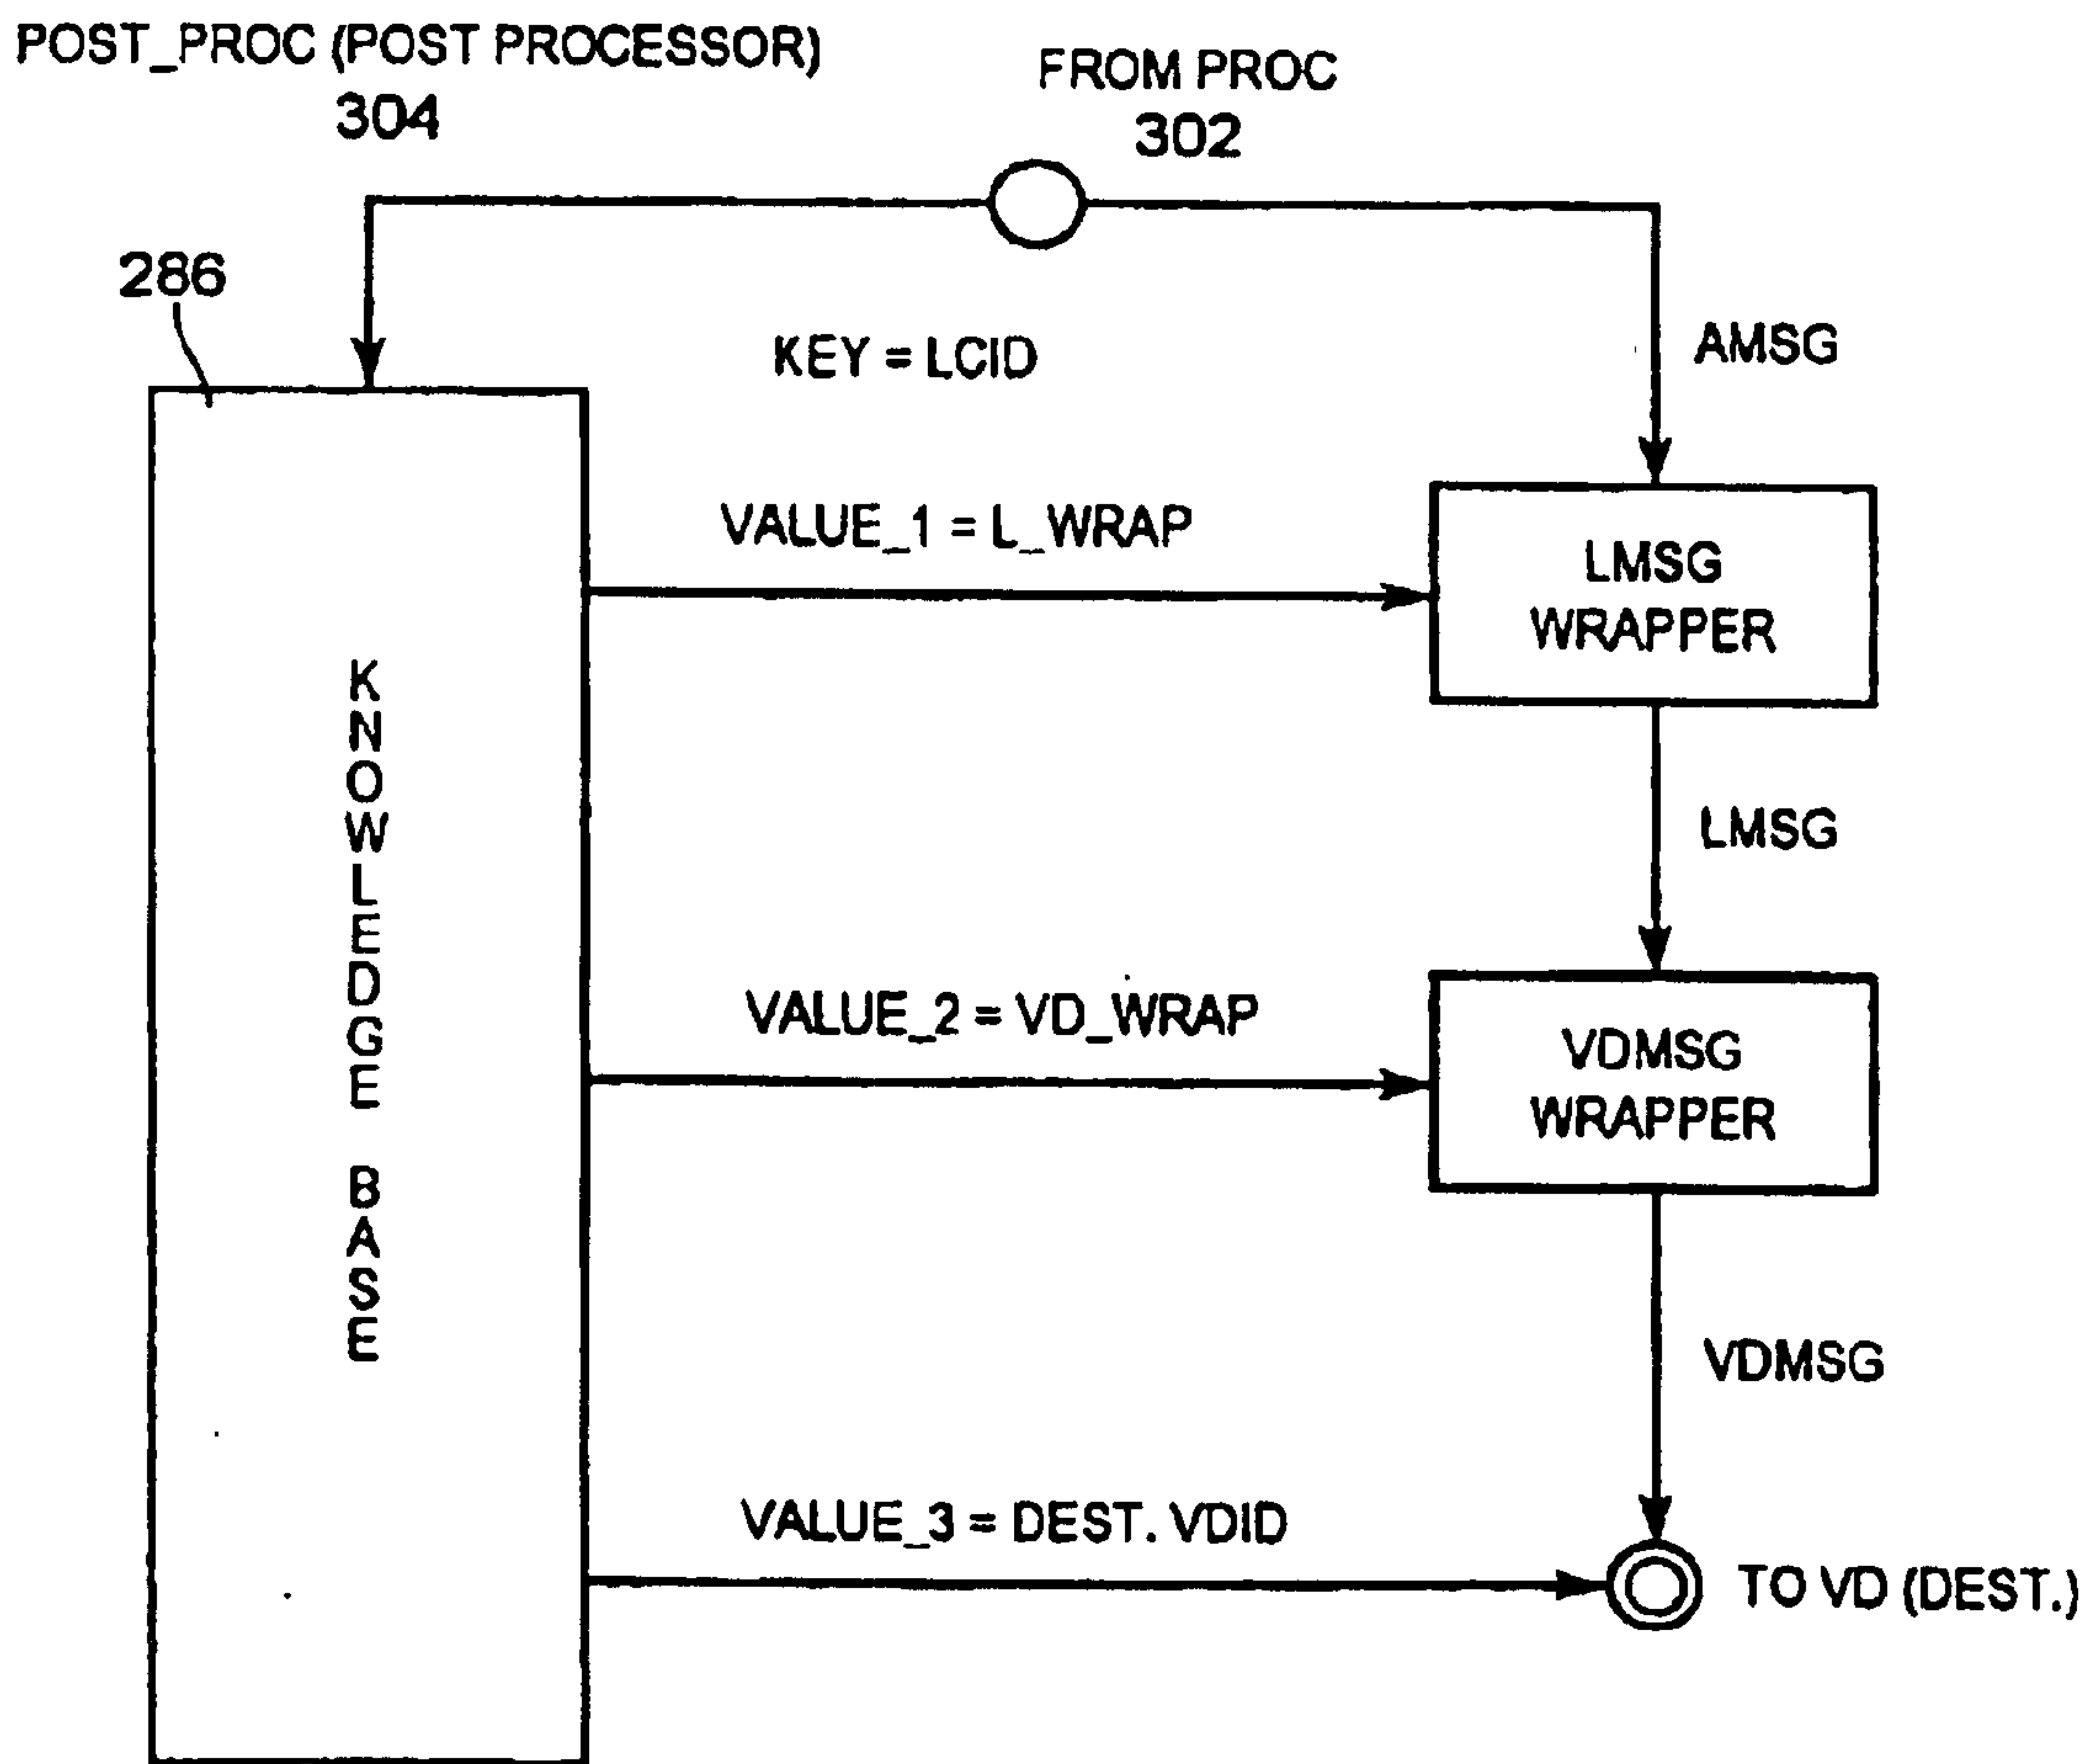 POST_PROC (POST PROCESSOR)
304
FROM PROC
302
286
KEY = LCID
AMSG
VALUE_1 = L_WRAP
LMSG
WRAPPER
KNOWLEDGE BASE
LMSG
VALUE_2 = VD_WRAP
VDMSG
WRAPPER
VDMSG
VALUE_3 = DEST. VDID
TO VD (DEST.)